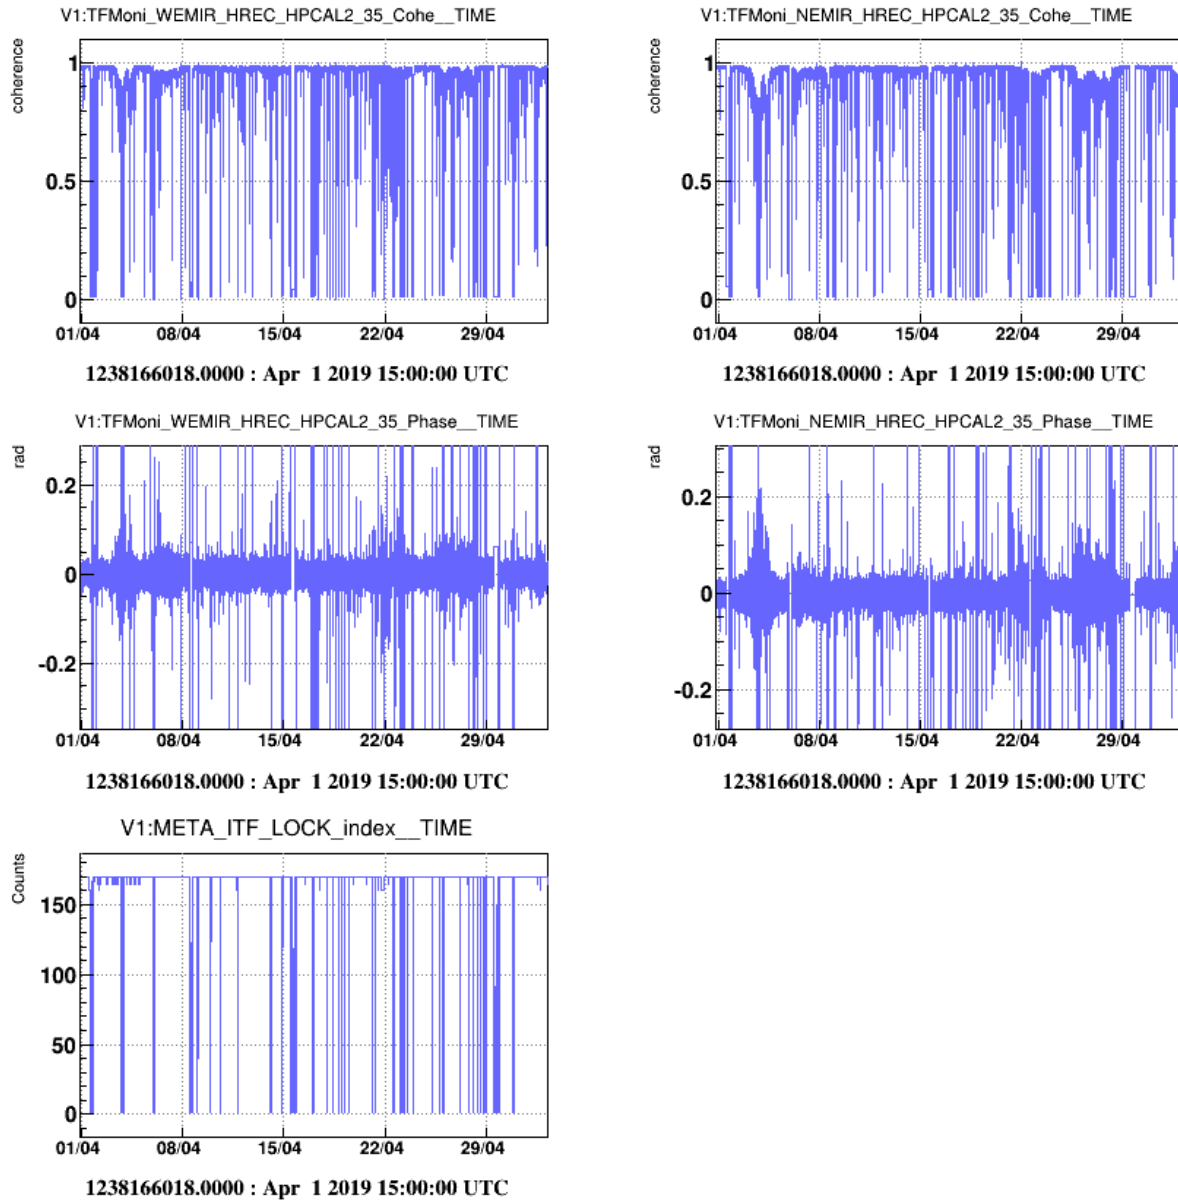 V1:TFMoni_WEMIR_HREC_HPCAL2_35_Cohe__TIME
coherence
1
0.5
0
01/04 08/04 15/04 22/04 29/04
1238166018.0000 : Apr 1 2019 15:00:00 UTC
V1:TFMoni_NEMIR_HREC_HPCAL2_35_Cohe__TIME
coherence
1
0.5
0
01/04 08/04 15/04 22/04 29/04
1238166018.0000 : Apr 1 2019 15:00:00 UTC
V1:TFMoni_WEMIR_HREC_HPCAL2_35_Phase__TIME
rad
0.2
0
-0.2
01/04 08/04 15/04 22/04 29/04
1238166018.0000 : Apr 1 2019 15:00:00 UTC
V1:TFMoni_NEMIR_HREC_HPCAL2_35_Phase__TIME
rad
0.2
0
-0.2
01/04 08/04 15/04 22/04 29/04
1238166018.0000 : Apr 1 2019 15:00:00 UTC
V1:META_ITF_LOCK_index__TIME
Counts
150
100
50
0
01/04 08/04 15/04 22/04 29/04
1238166018.0000 : Apr 1 2019 15:00:00 UTC